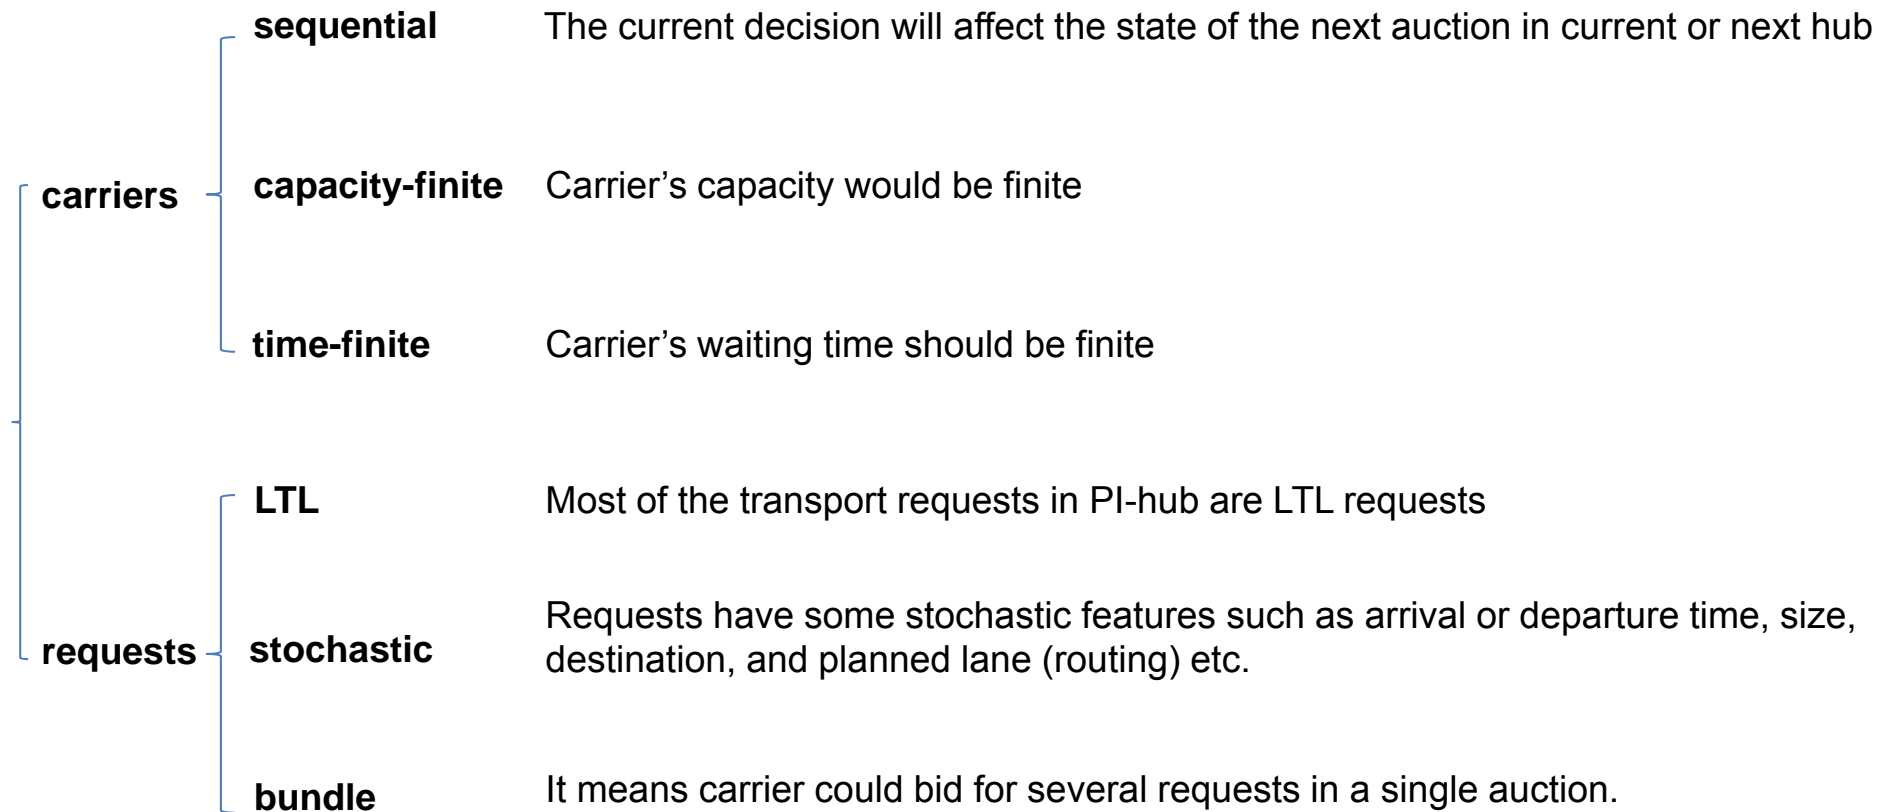 sequential The current decision will affect the state of the next auction in current or next hub
carriers capacity-finite Carrier’s capacity would be finite
time-finite Carrier’s waiting time should be finite
LTL Most of the transport requests in PI-hub are LTL requests
requests stochastic Requests have some stochastic features such as arrival or departure time, size,
destination, and planned lane (routing) etc.
bundle It means carrier could bid for several requests in a single auction.